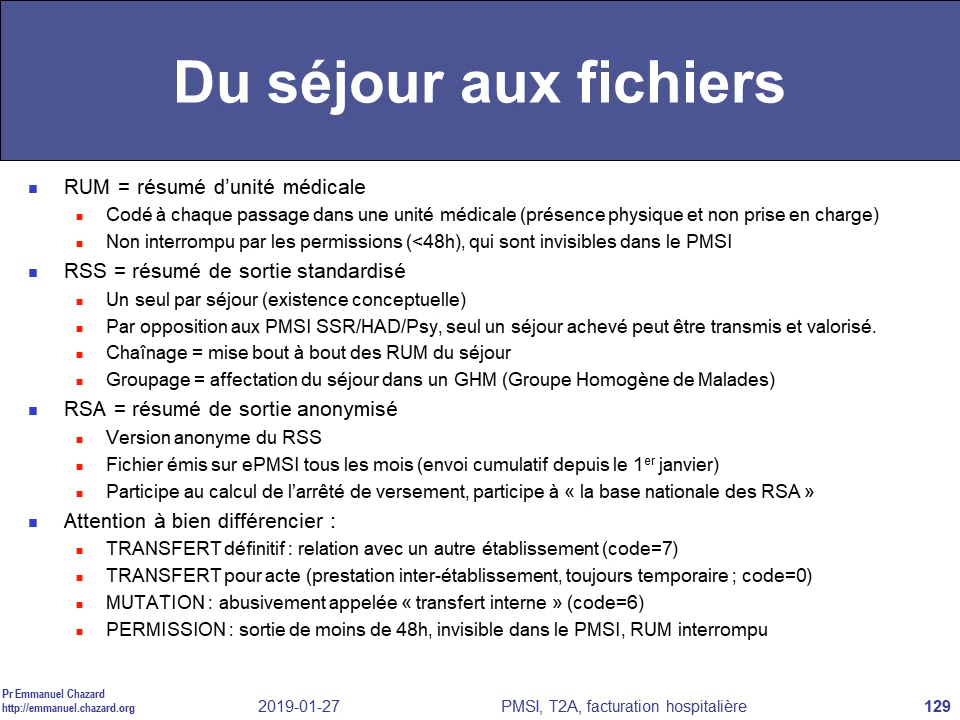 Du séjour aux fichiers
RUM = résumé d’unité médicale
Codé à chaque passage dans une unité médicale (présence physique et non prise en charge)
Non interrompu par les permissions (<48h), qui sont invisibles dans le PMSI
RSS = résumé de sortie standardisé
Un seul par séjour (existence conceptuelle)
Par opposition aux PMSI SSR/HAD/Psy, seul un séjour achevé peut être transmis et valorisé.
Chaînage = mise bout à bout des RUM du séjour
Groupage = affectation du séjour dans un GHM (Groupe Homogène de Malades)
RSA = résumé de sortie anonymisé
Version anonyme du RSS
Fichier émis sur ePMSI tous les mois (envoi cumulatif depuis le 1er janvier)
Participe au calcul de l’arrêté de versement, participe à « la base nationale des RSA »
Attention à bien différencier :
TRANSFERT définitif : relation avec un autre établissement (code=7)
TRANSFERT pour acte (prestation inter-établissement, toujours temporaire ; code=0)
MUTATION : abusivement appelée « transfert interne » (code=6)
PERMISSION : sortie de moins de 48h, invisible dans le PMSI, RUM interrompu
Pr Emmanuel Chazard
http://emmanuel.chazard.org
2019-01-27
PMSI, T2A, facturation hospitalière
129